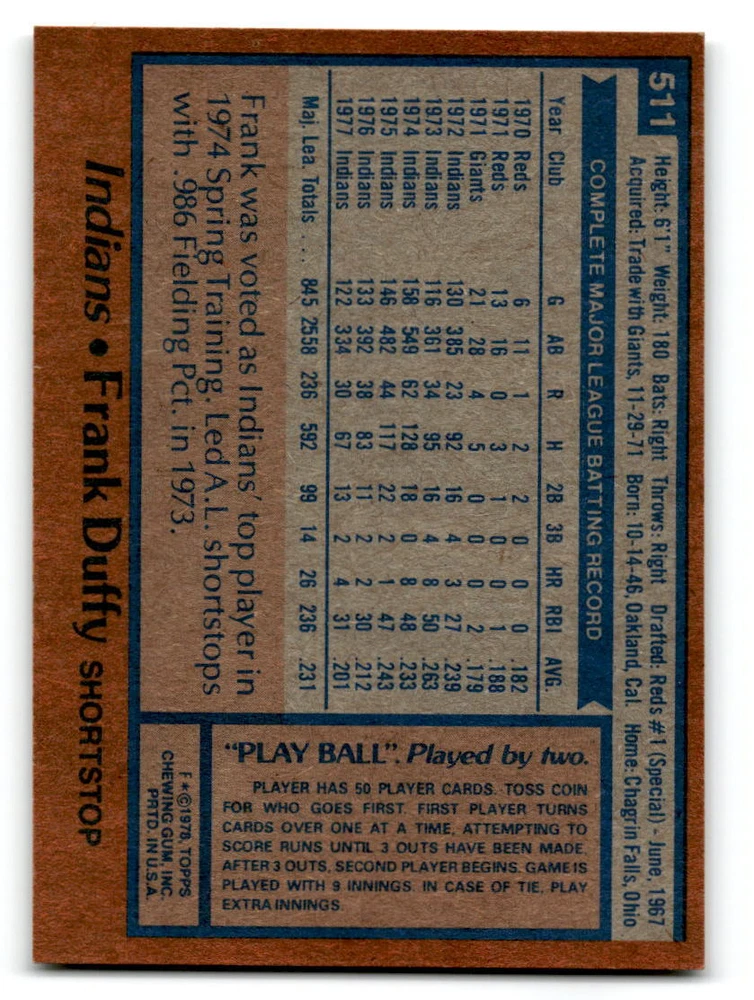 511
Height: 6'1" Weight: 180 Bats: Right Throws: Right Drafted: Reds #1 (Special) - June, 1967
Acquired: Trade with Giants, 11-29-71 Born: 10-14-46, Oakland, Cal. Home: Chagrin Falls, Ohio
COMPLETE MAJOR LEAGUE BATTING RECORD
Year Club G AB R H 2B 3B HR RBI AVG.
1970 Reds 6 11 1 2 2 0 0 0 .182
1971 Reds 13 16 0 3 1 0 0 1 .188
1971 Giants 21 28 4 5 0 0 0 2 .179
1972 Indians 130 385 23 92 16 4 3 27 .239
1973 Indians 116 361 34 95 16 4 8 50 .263
1974 Indians 158 549 62 128 18 0 8 48 .233
1975 Indians 146 482 44 117 22 2 1 47 .243
1976 Indians 133 392 38 83 11 2 2 30 .212
1977 Indians 122 334 30 67 13 2 4 31 .201
Maj. Lea. Totals .... 845 2558 236 592 99 14 26 236 .231
Frank was voted as Indians' top player in
1974 Spring Training. Led A.L. shortstops
with .986 Fielding Pct. in 1973.
Indians • Frank Duffy SHORTSTOP
"PLAY BALL". Played by two.
PLAYER HAS 50 PLAYER CARDS. TOSS COIN
FOR WHO GOES FIRST. FIRST PLAYER TURNS
CARDS OVER ONE AT A TIME, ATTEMPTING TO
SCORE RUNS UNTIL 3 OUTS HAVE BEEN MADE.
AFTER 3 OUTS, SECOND PLAYER BEGINS. GAME IS
PLAYED WITH 9 INNINGS. IN CASE OF TIE, PLAY
EXTRA INNINGS.
F★©1978, TOPPS
CHEWING GUM, INC.
PRTD. IN U.S.A.